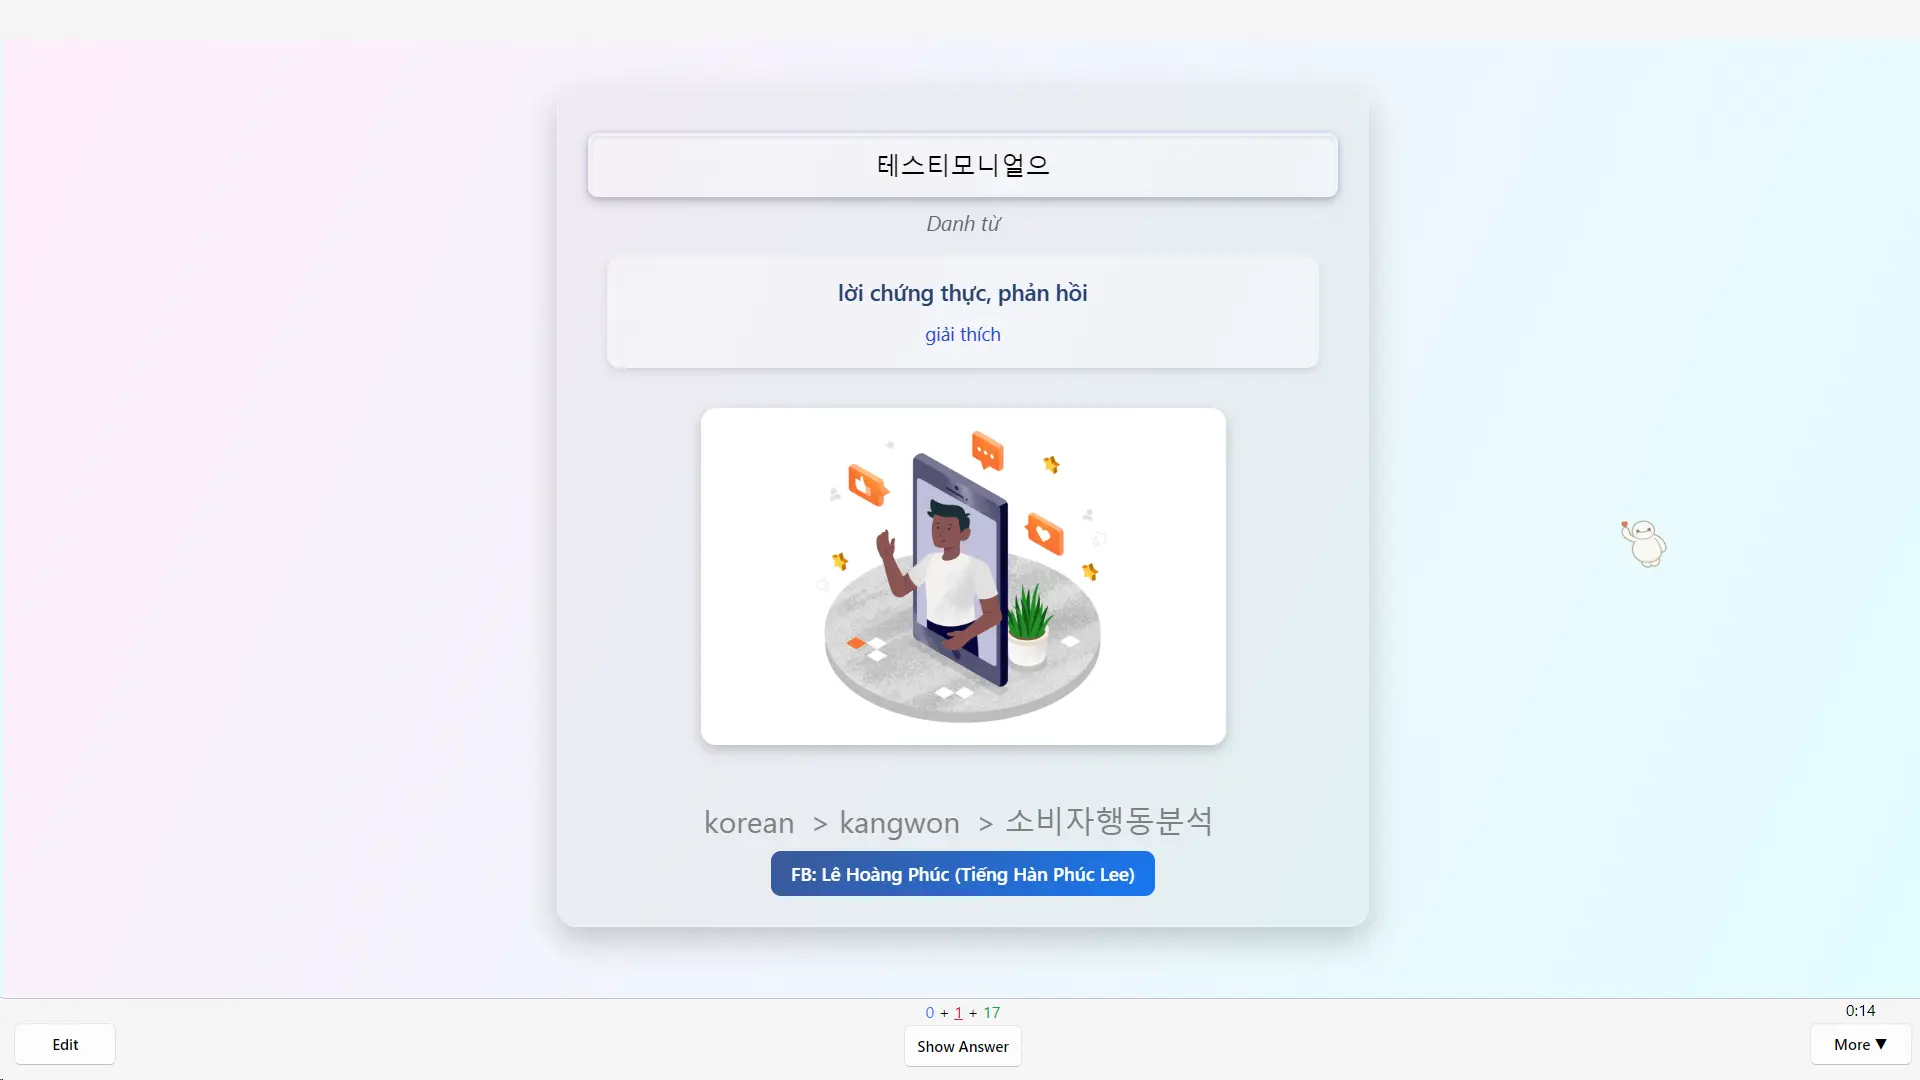 테스티모니얼으
Danh từ
lời chứng thực, phản hồi
giải thích
korean > kangwon > 소비자행동분석
FB: Lê Hoàng Phúc (Tiếng Hàn Phúc Lee)
0 + 1 + 17
0:14
Edit
Show Answer
More ▼